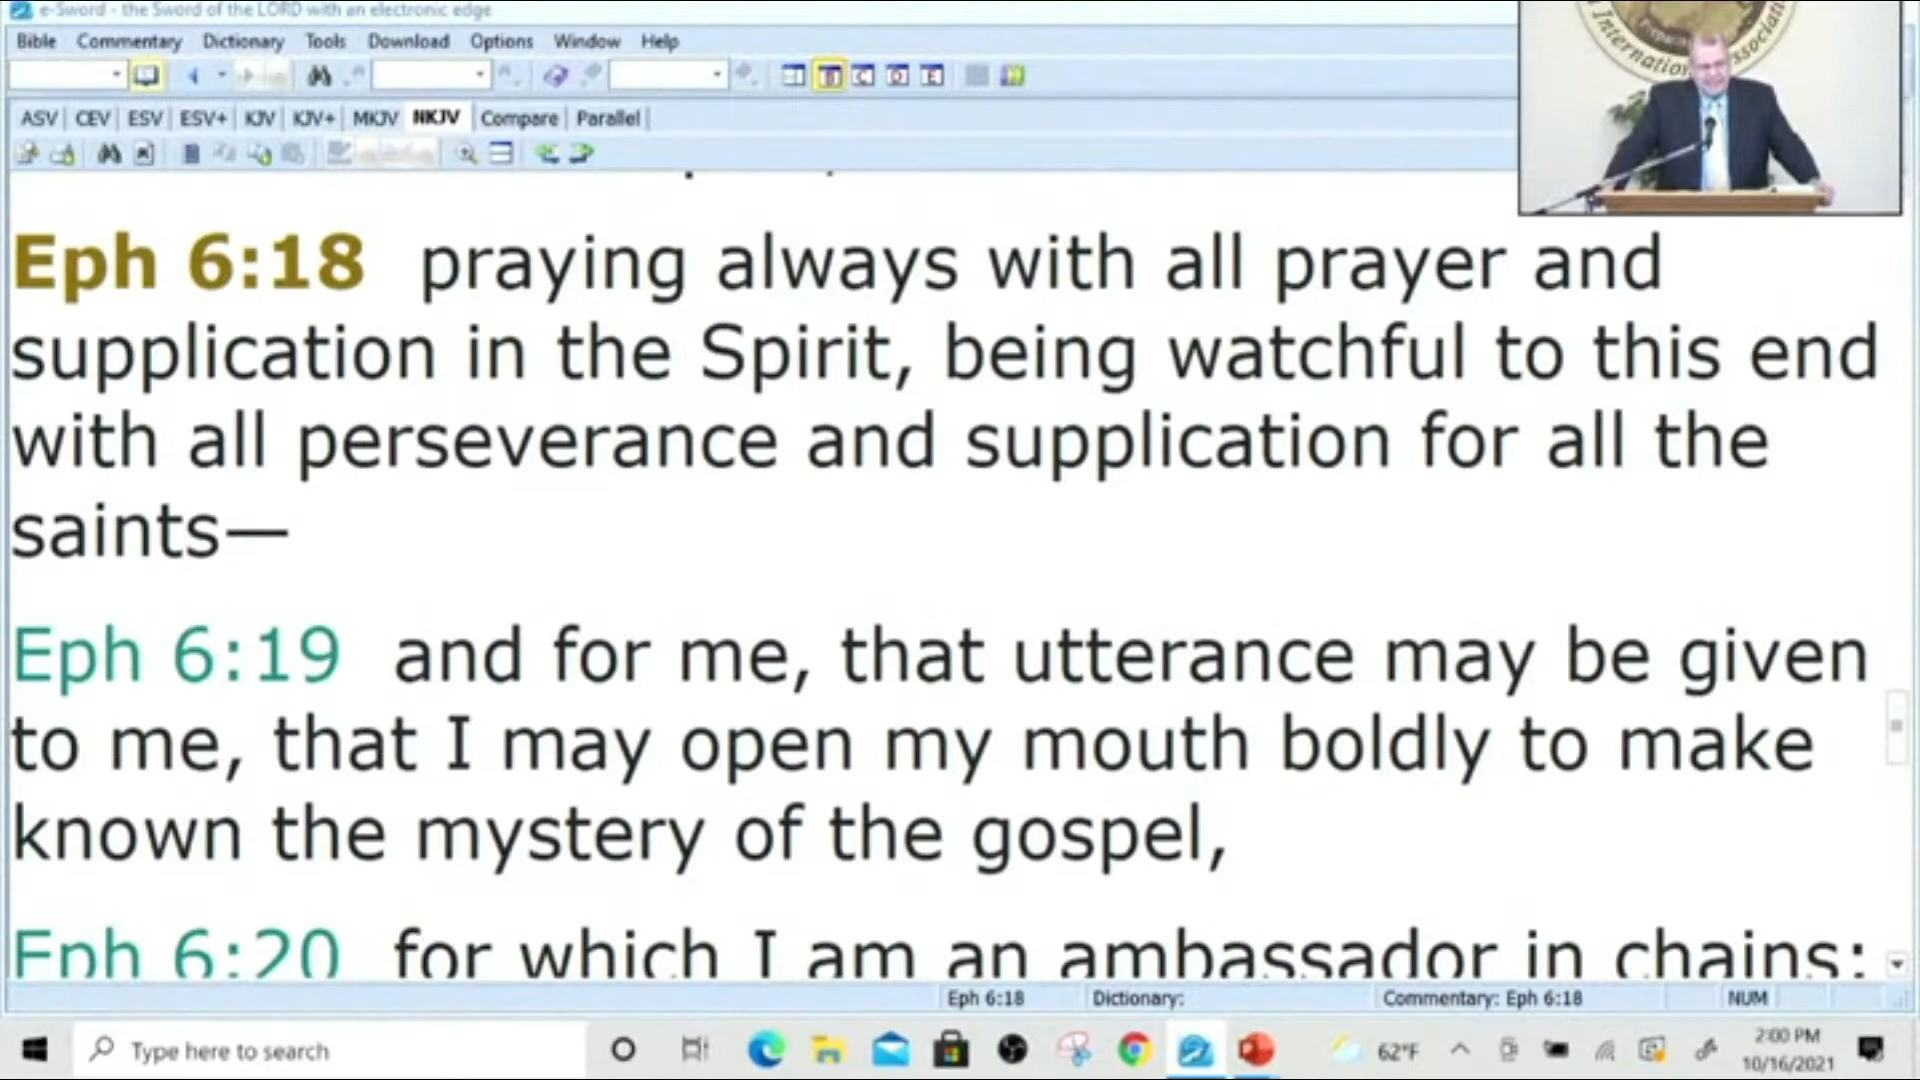 e-Sword - the Sword of the LORD with an electronic edge
Bible Commentary Dictionary Tools Download Options Window Help
ASV CEV ESV ESV+ KJV KJV+ MKJV NKJV Compare Parallel
International Association
Eph 6:18 praying always with all prayer and
supplication in the Spirit, being watchful to this end
with all perseverance and supplication for all the
saints—
Eph 6:19 and for me, that utterance may be given
to me, that I may open my mouth boldly to make
known the mystery of the gospel,
Eph 6:20 for which I am an ambassador in chains;
Eph 6:18 Dictionary: Commentary: Eph 6:18 NUM
Type here to search
62°F
2:00 PM
10/16/2021